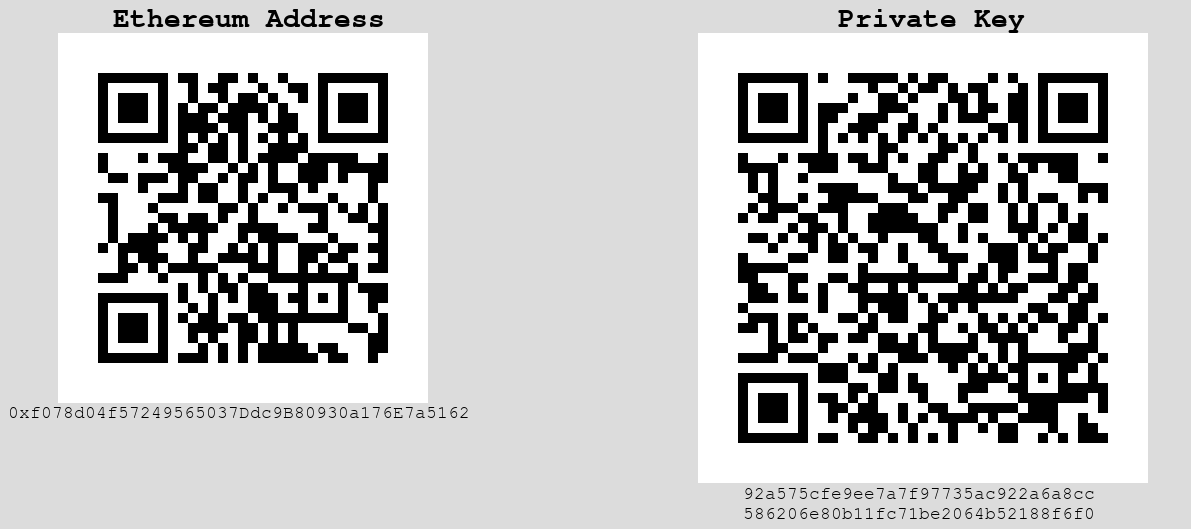 Ethereum Address
0xf078d04f57249565037Ddc9B80930a176E7a5162
Private Key
92a575cfe9ee7a7f97735ac922a6a8cc
586206e80b11fc71be2064b52188f6f0